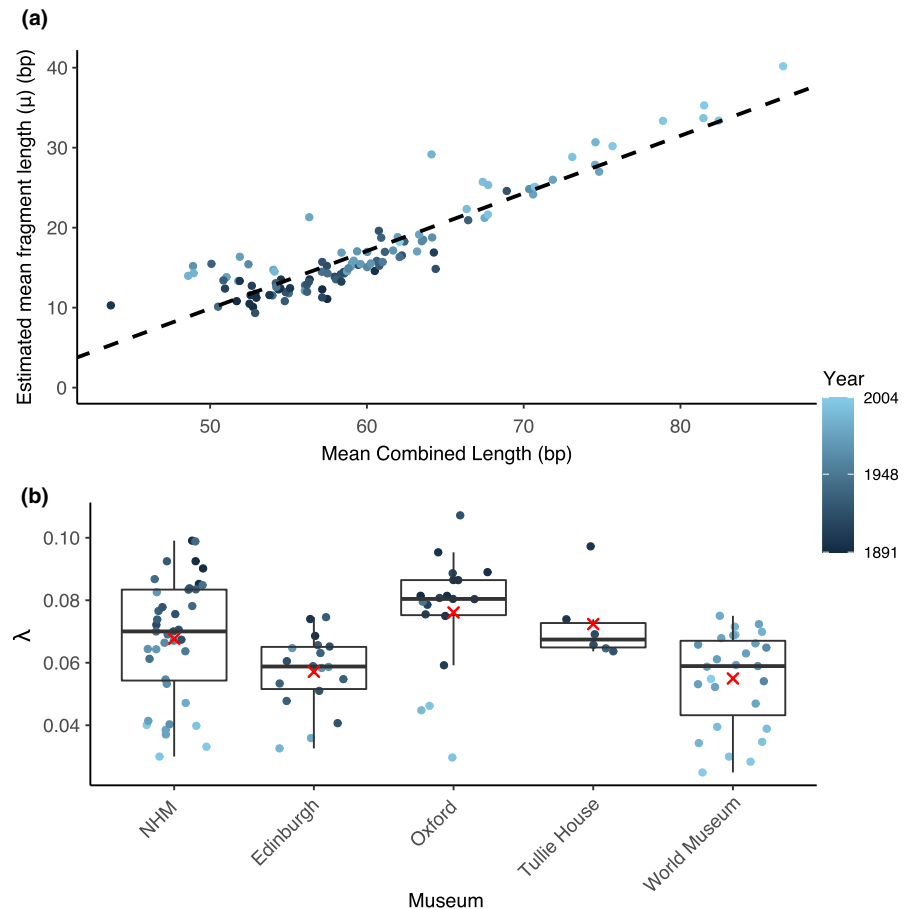 (a)
Estimated mean fragment length (μ) (bp)
40
30
20
10
0
50 60 70 80
Mean Combined Length (bp)
Year
2004
1948
1891
(b)
λ
0.10
0.08
0.06
0.04
NHM
Edinburgh
Oxford
Tullie House
World Museum
Museum